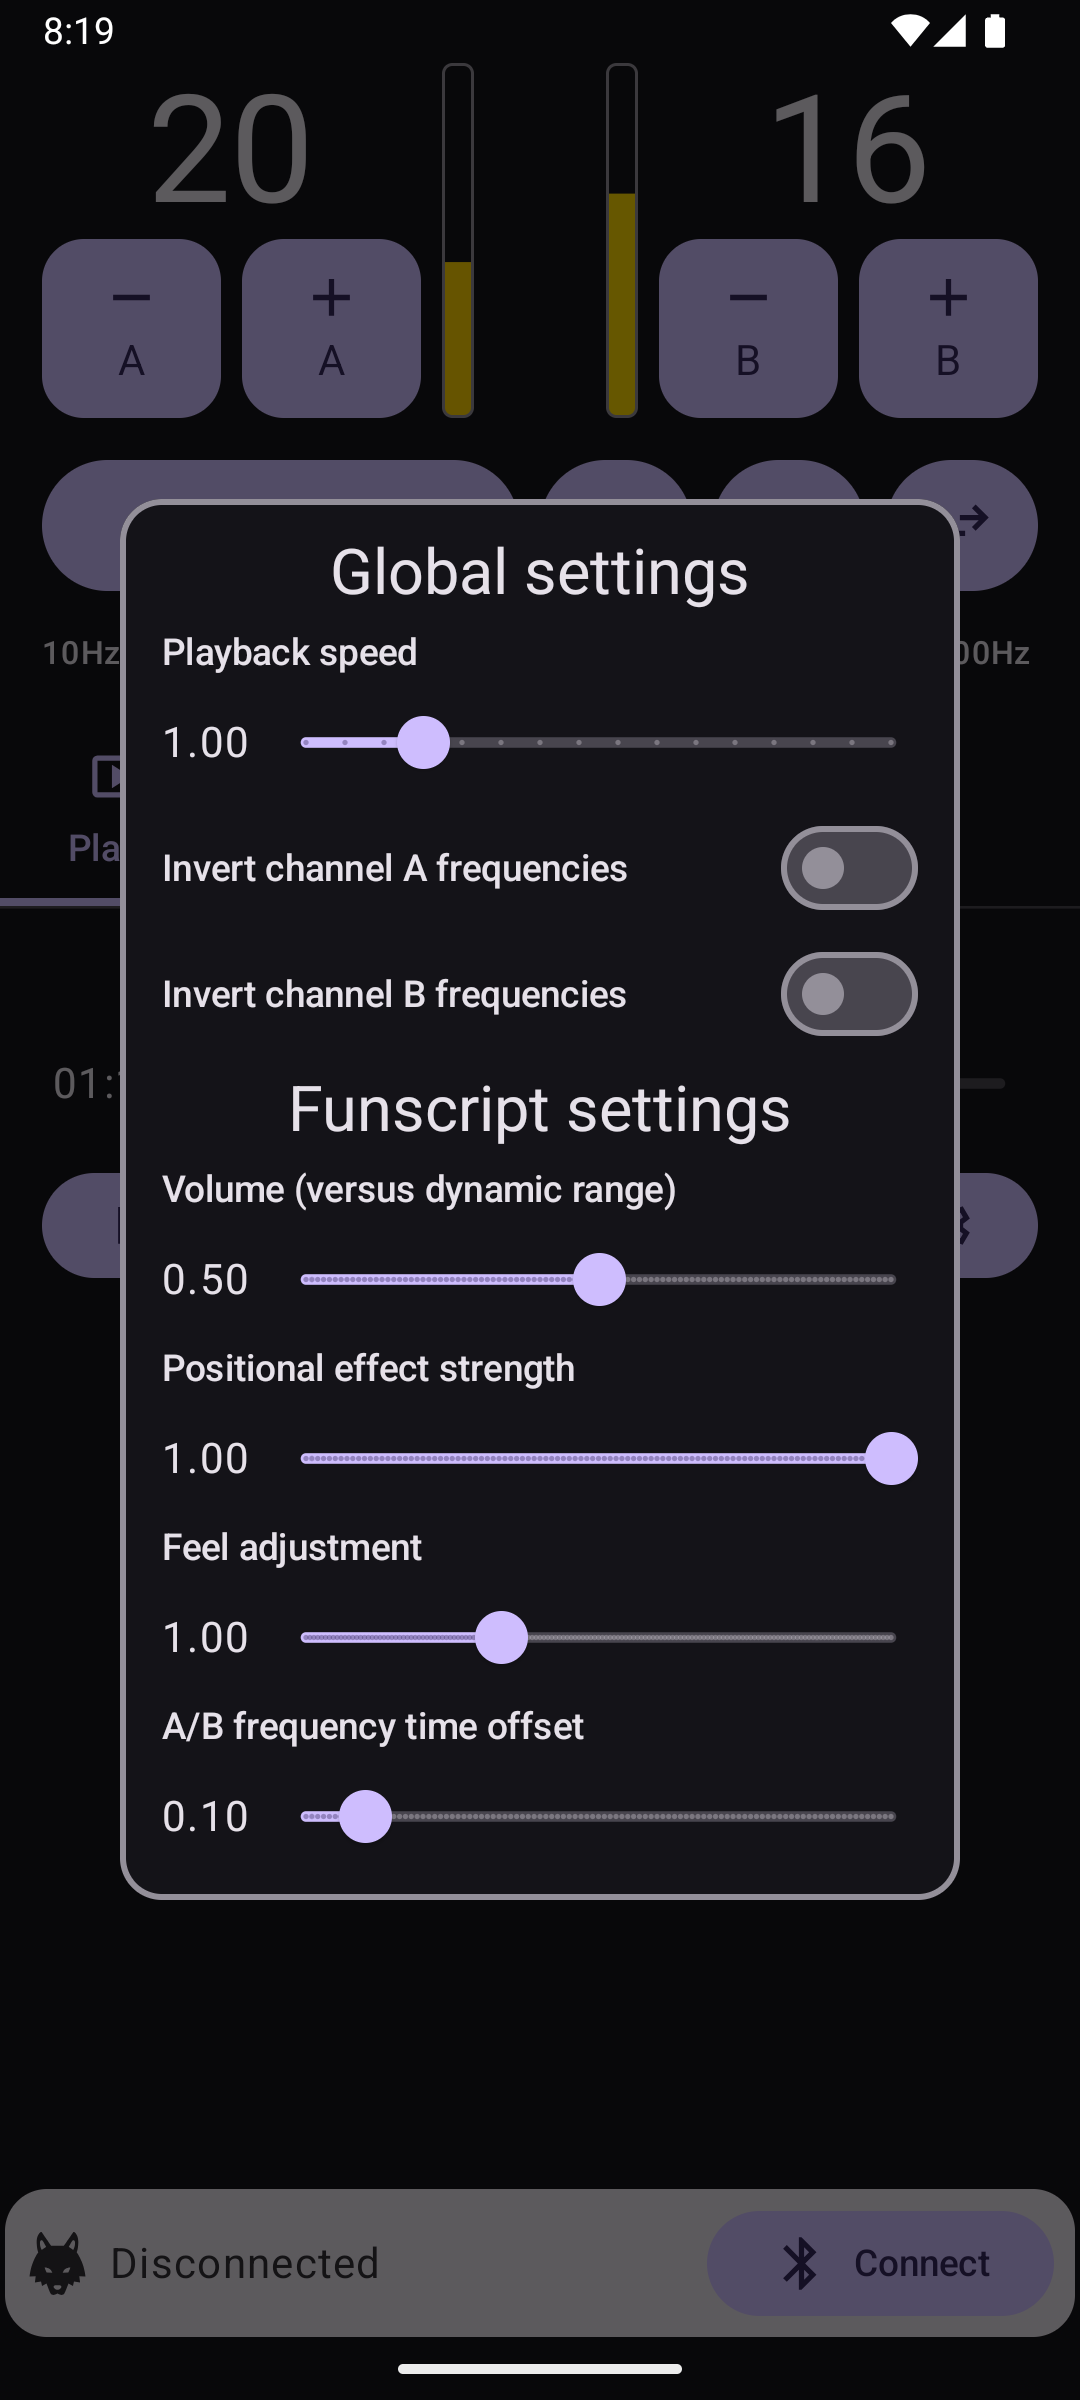 8:19
20
16
A
A
B
B
Global settings
10Hz
Playback speed
00Hz
1.00
Pla
Invert channel A frequencies
Invert channel B frequencies
01:
Funscript settings
Volume (versus dynamic range)
0.50
Positional effect strength
1.00
Feel adjustment
1.00
A/B frequency time offset
0.10
Disconnected
Connect